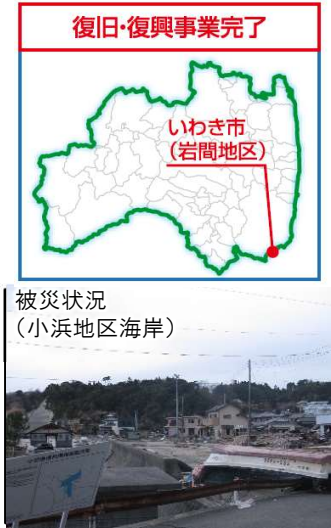 復旧・復興事業完了
いわき市
（岩間地区）
被災状況
（小浜地区海岸）